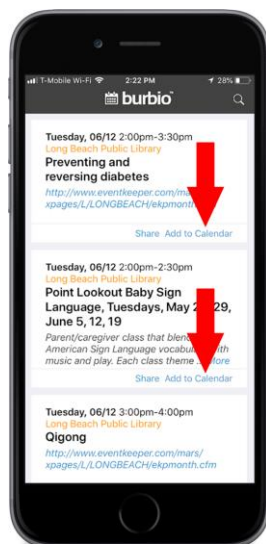 T-Mobile Wi-Fi 2:22 PM 28%
burbio
Tuesday, 06/12 2:00pm-3:30pm
Long Beach Public Library
Preventing and
reversing diabetes
http://www.eventkeeper.com/mars/
xpages/L/LONGBEACH/ekpmonth
Share Add to Calendar
Tuesday, 06/12 2:00pm-2:30pm
Long Beach Public Library
Point Lookout Baby Sign
Language, Tuesdays, May 29,
June 5, 12, 19
Parent/caregiver class that
American Sign Language
music and play. Each class theme
Share Add to Calendar
Tuesday, 06/12 3:00pm-4:00pm
Long Beach Public Library
Qigong
http://www.eventkeeper.com/mars/
xpages/L/LONGBEACH/ekpmonth.cfm